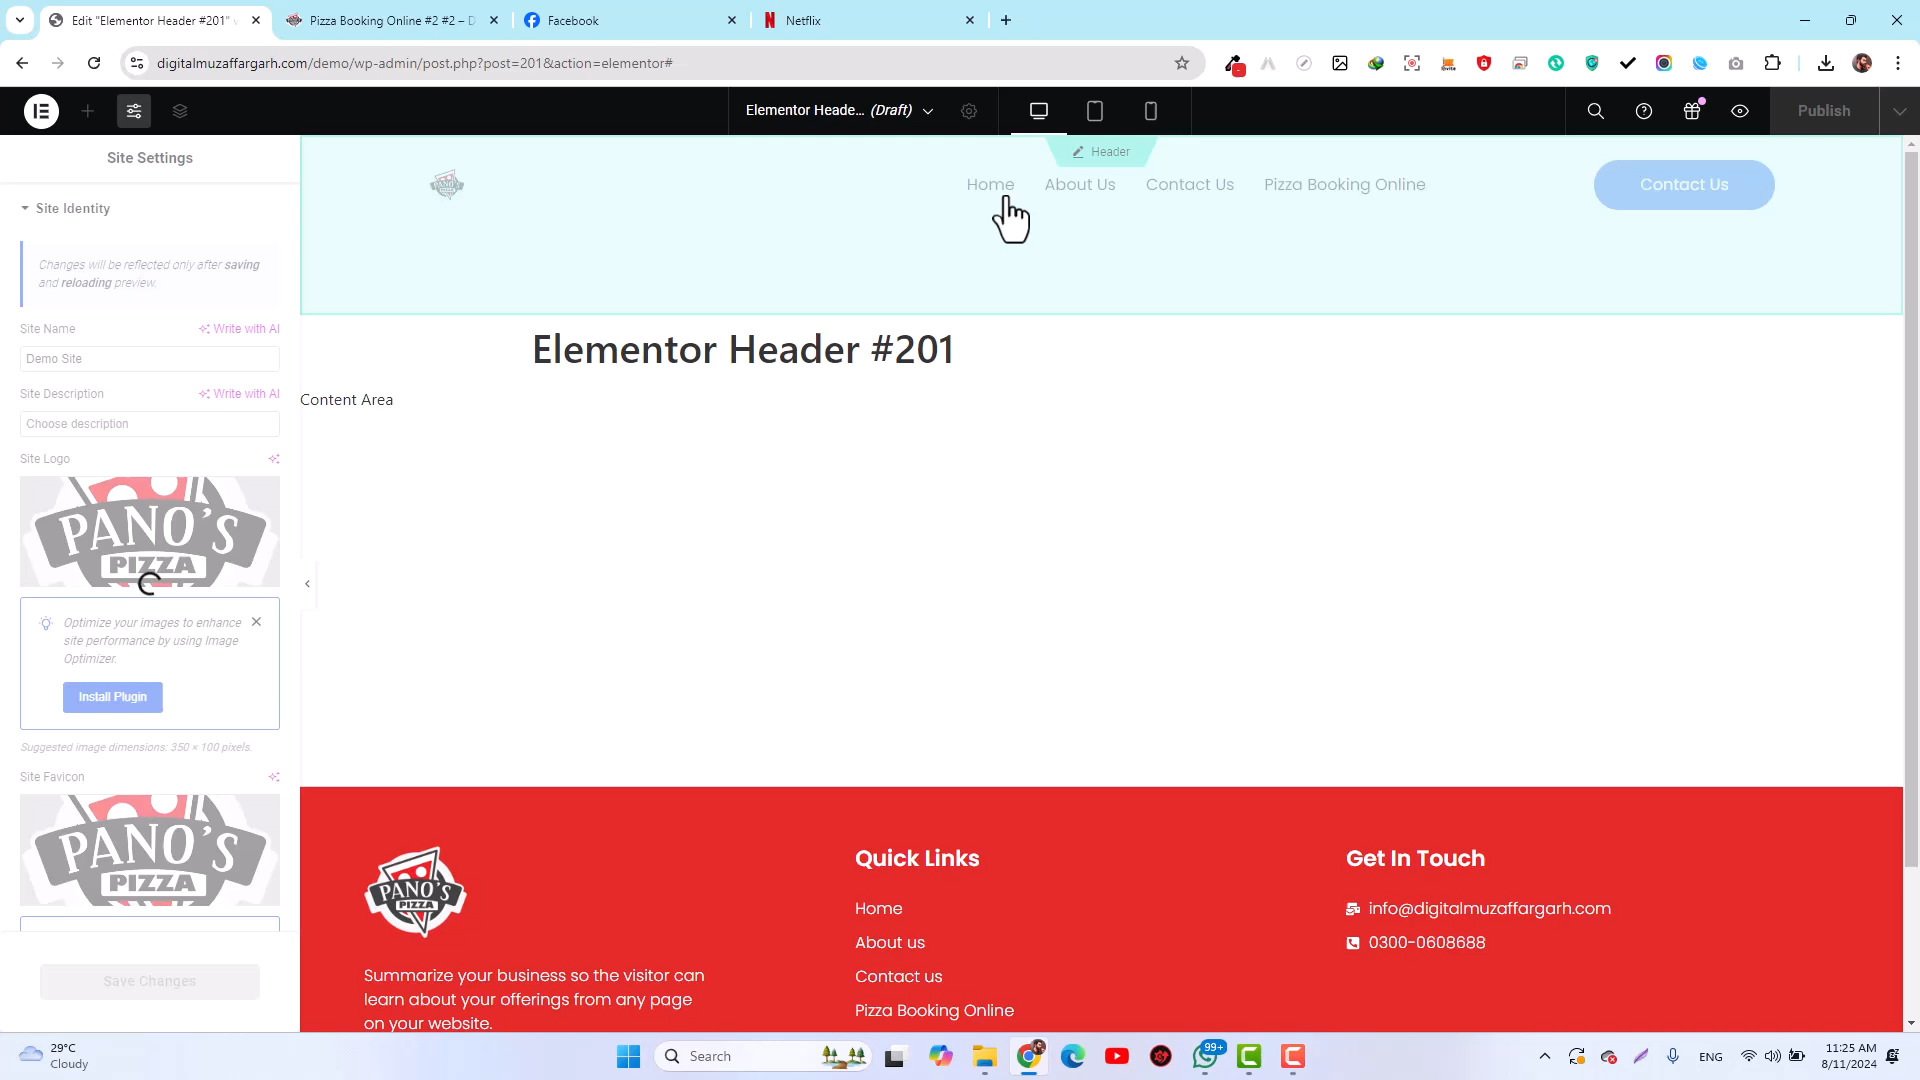 Edit "Elementor Header #201"
Pizza Booking Online #2 #2 – D
Facebook
Netflix
digitalmuzaffargarh.com/demo/wp-admin/post.php?post=201&action=elementor#
Elementor Heade... (Draft)
Publish
Site Settings
Header
Home
About Us
Contact Us
Pizza Booking Online
Contact Us
Site Identity
Changes will be reflected only after saving
and reloading preview.
Site Name
Write with AI
Demo Site
Site Description
Write with AI
Choose description
Site Logo
PANO'S
PIZZA
Optimize your images to enhance
site performance by using Image
Optimizer.
Install Plugin
Suggested image dimensions: 350 × 100 pixels.
Site Favicon
PANO'S
PIZZA
Save Changes
PANO'S
Elementor Header #201
Content Area
PANO'S
PIZZA
Summarize your business so the visitor can
learn about your offerings from any page
on your website.
Quick Links
Home
About us
Contact us
Pizza Booking Online
Get In Touch
info@digitalmuzaffargarh.com
0300-0608688
29°C
Cloudy
Search
99+
ENG
11:25 AM
8/11/2024